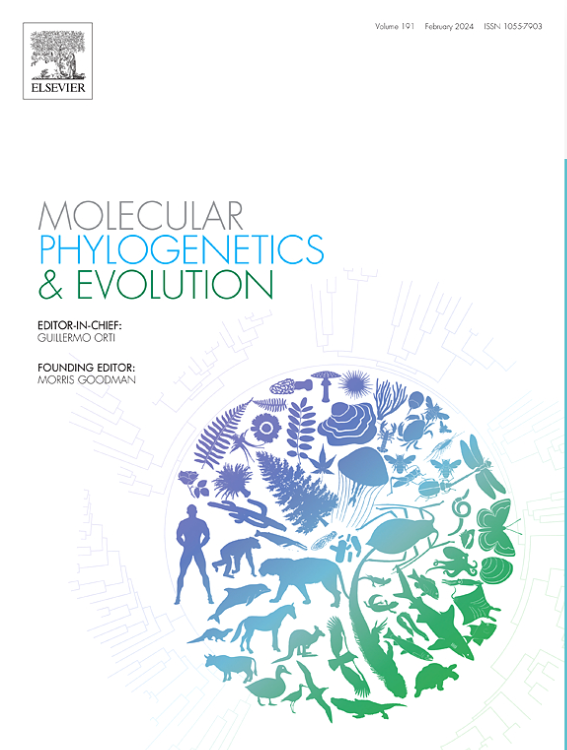 Volume 191 February 2024 ISSN 1055-7903
ELSEVIER
MOLECULAR
PHYLOGENETICS
& EVOLUTION
EDITOR-IN-CHIEF:
GUILLERMO ORTI
FOUNDING EDITOR:
MORRIS GOODMAN